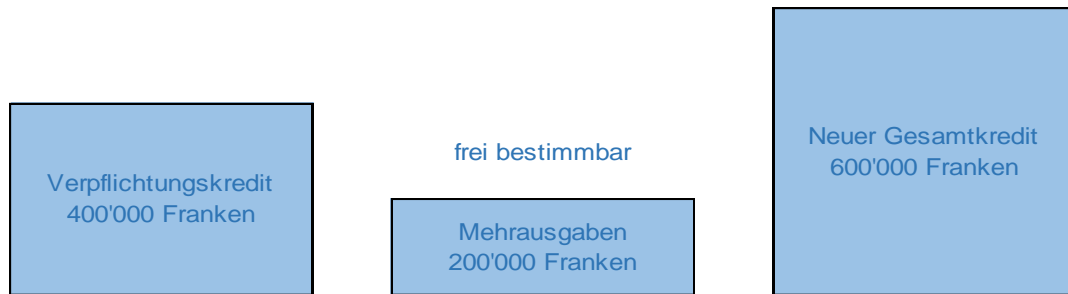 Verpflichtungskredit
400'000 Franken
frei bestimmbar
Mehrausgaben
200'000 Franken
Neuer Gesamtkredit
600'000 Franken